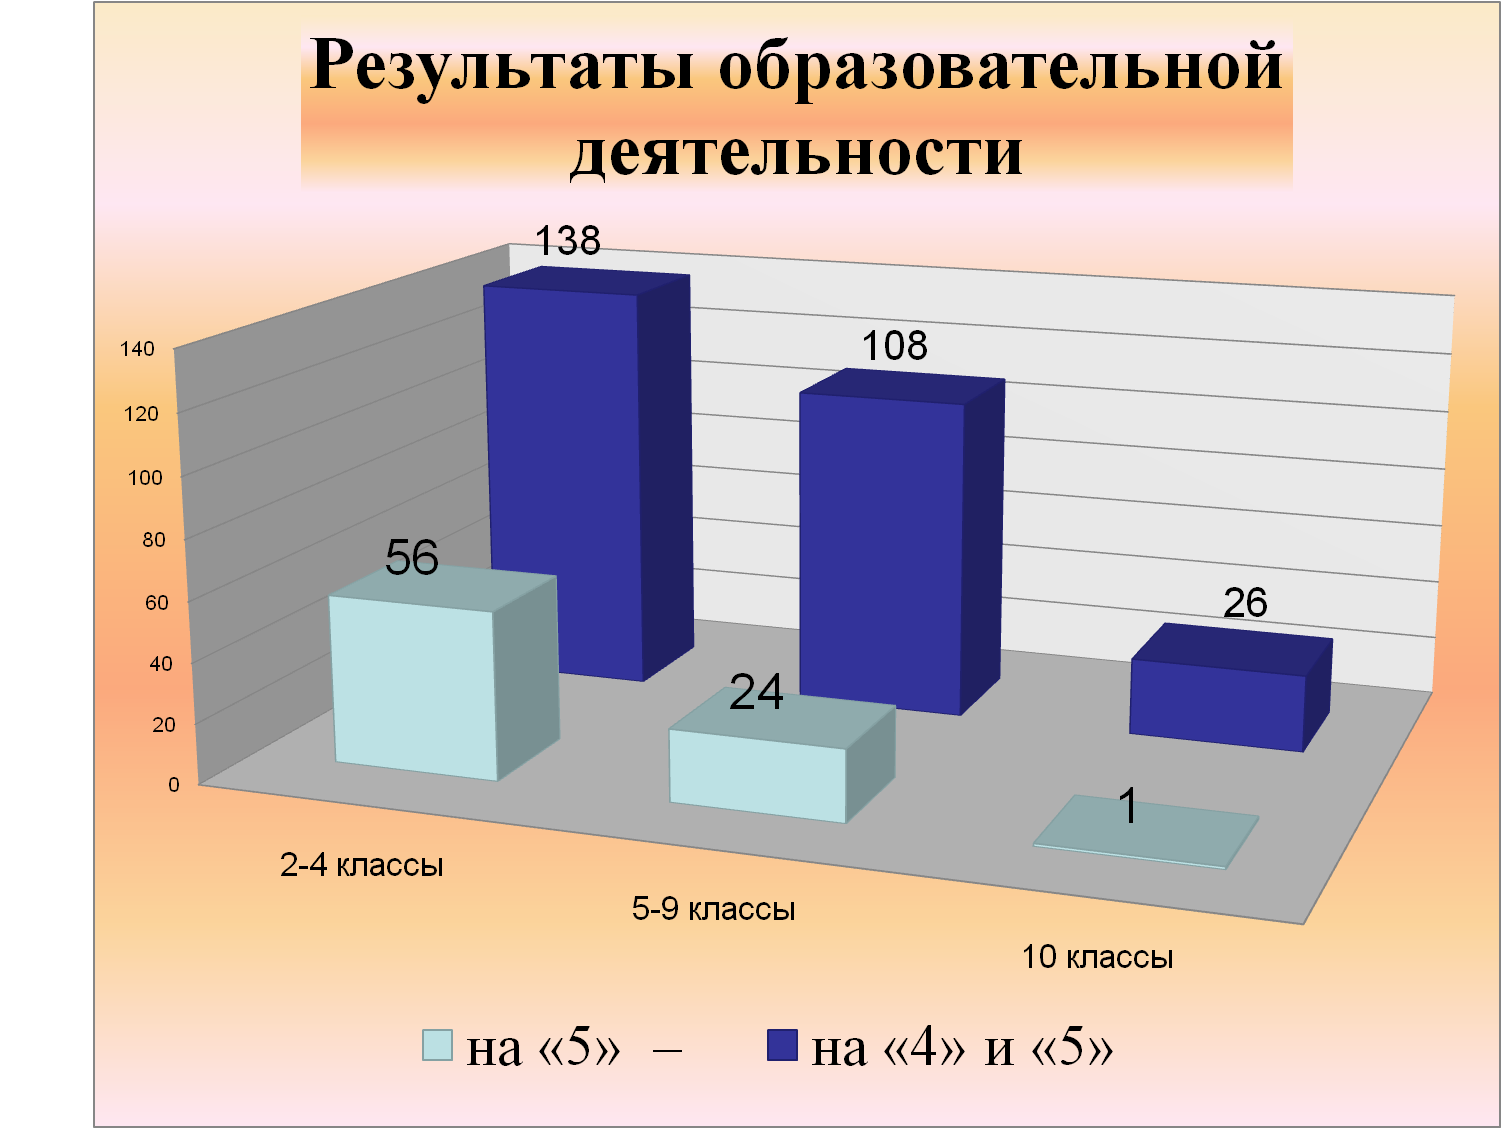 Результаты образовательной
деятельности
138
108
140
120
100
80
56
60
26
40
24
20
1
0
2-4 классы
5-9 классы
10 классы
на «5» –
на «4» и «5»